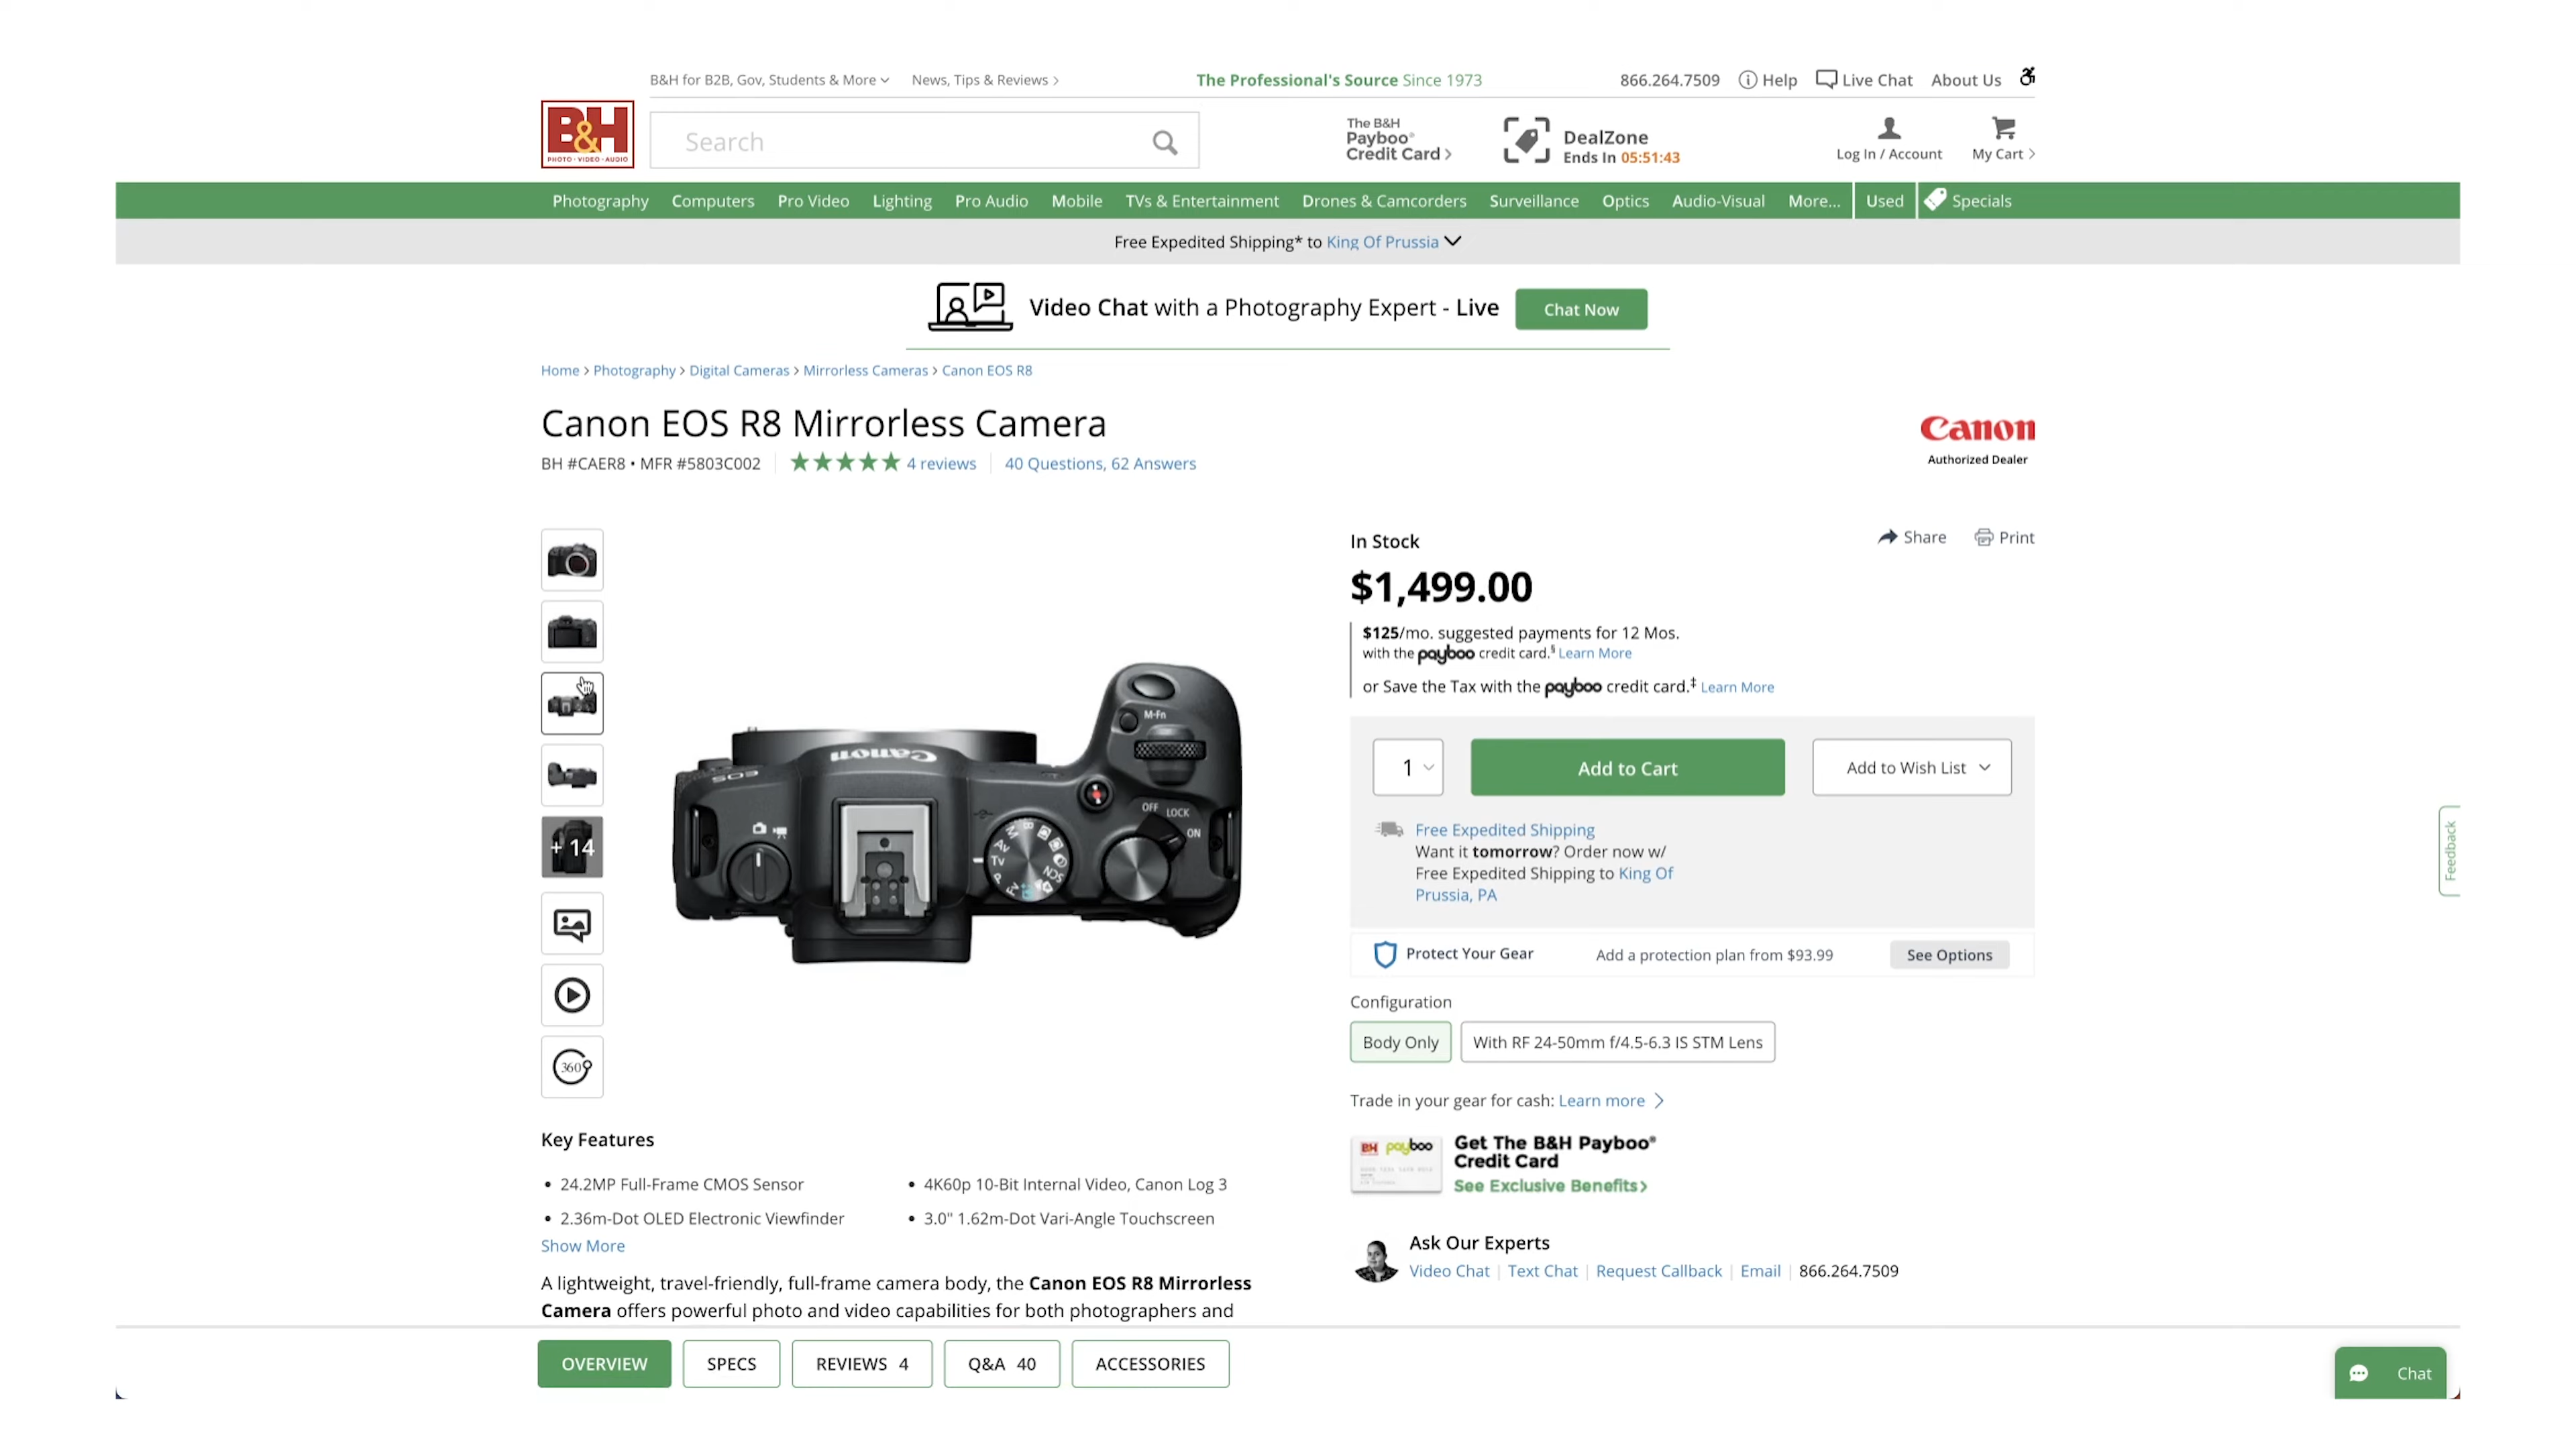 B&H for B2B, Gov, Students & More
News, Tips & Reviews >
The Professional's Source Since 1973
866.264.7509
Help
Live Chat
About Us
B&H
PHOTO · VIDEO · AUDIO
Search
The B&H
Payboo®
Credit Card >
DealZone
Ends In 05:51:43
Log In / Account
My Cart >
Photography
Computers
Pro Video
Lighting
Pro Audio
Mobile
TVs & Entertainment
Drones & Camcorders
Surveillance
Optics
Audio-Visual
More...
Used
Specials
Free Expedited Shipping* to King Of Prussia
Video Chat with a Photography Expert - Live
Chat Now
Home > Photography > Digital Cameras > Mirrorless Cameras > Canon EOS R8
Canon EOS R8 Mirrorless Camera
BH #CAER8 • MFR #5803C002
4 reviews
40 Questions, 62 Answers
Canon
Authorized Dealer
In Stock
Share
Print
$1,499.00
$125/mo. suggested payments for 12 Mos.
with the payboo credit card.§ Learn More
or Save the Tax with the payboo credit card.‡ Learn More
1
Add to Cart
Add to Wish List
Free Expedited Shipping
Want it tomorrow? Order now w/
Free Expedited Shipping to King Of
Prussia, PA
Protect Your Gear
Add a protection plan from $93.99
See Options
Configuration
Body Only
With RF 24-50mm f/4.5-6.3 IS STM Lens
Trade in your gear for cash: Learn more >
BH payboo
Get The B&H Payboo®
Credit Card
See Exclusive Benefits >
Ask Our Experts
Video Chat | Text Chat | Request Callback | Email | 866.264.7509
+ 14
360°
M-Fn
Canon
EOS
OFF
LOCK
ON
M
B
Av
Tv
P
Fv
SCN
Key Features
• 24.2MP Full-Frame CMOS Sensor
• 4K60p 10-Bit Internal Video, Canon Log 3
• 2.36m-Dot OLED Electronic Viewfinder
• 3.0" 1.62m-Dot Vari-Angle Touchscreen
Show More
A lightweight, travel-friendly, full-frame camera body, the Canon EOS R8 Mirrorless
Camera offers powerful photo and video capabilities for both photographers and
OVERVIEW
SPECS
REVIEWS 4
Q&A 40
ACCESSORIES
Feedback
Chat